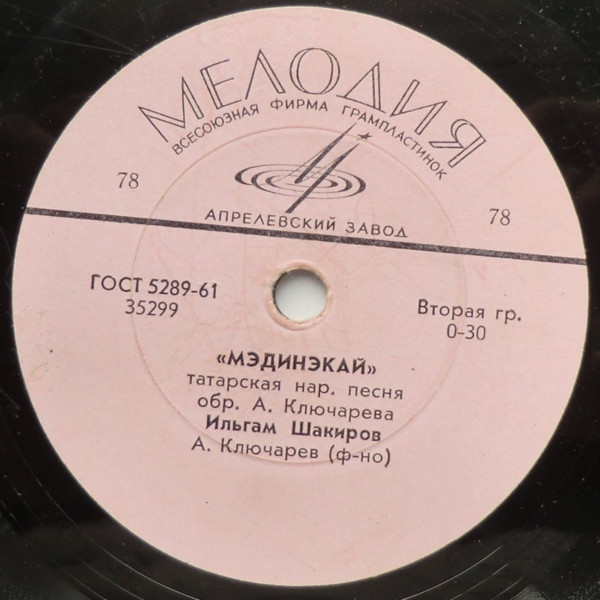 МЕЛОДИЯ
ВСЕСОЮЗНАЯ ФИРМА ГРАМПЛАСТИНОК
78
78
АПРЕЛЕВСКИЙ ЗАВОД
ГОСТ 5289-61
35299
Вторая гр.
0-30
«МЭДИНЭКАЙ»
татарская нар. песня
обр. А. Ключарева
Ильгам Шакиров
А. Ключарев (ф-но)